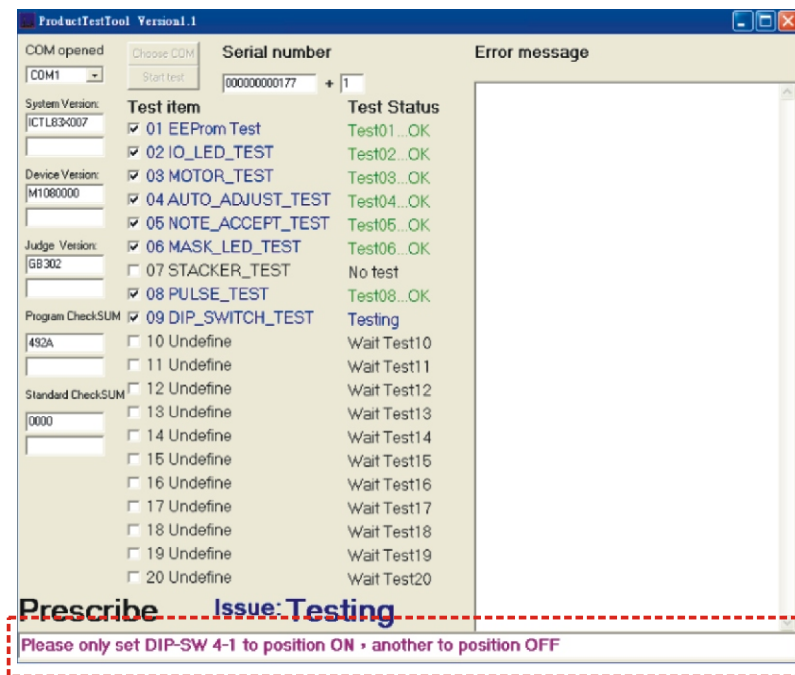 ProductTestTool Version1.1
COM opened
Choose COM
Serial number
Error message
COM1
Start test
000000000177 + 1
System Version:
Test item Test Status
ICTL83X007
01 EEProm Test Test01...OK
02 IO_LED_TEST Test02...OK
Device Version:
03 MOTOR_TEST Test03...OK
M1080000
04 AUTO_ADJUST_TEST Test04...OK
05 NOTE_ACCEPT_TEST Test05...OK
Judge Version:
06 MASK_LED_TEST Test06...OK
GB302
07 STACKER_TEST No test
08 PULSE_TEST Test08...OK
Program CheckSUM
09 DIP_SWITCH_TEST Testing
492A
10 Undefine Wait Test10
11 Undefine Wait Test11
Standard CheckSUM
12 Undefine Wait Test12
0000
13 Undefine Wait Test13
14 Undefine Wait Test14
15 Undefine Wait Test15
16 Undefine Wait Test16
17 Undefine Wait Test17
18 Undefine Wait Test18
19 Undefine Wait Test19
20 Undefine Wait Test20
Prescribe Issue: Testing
Please only set DIP-SW 4-1 to position ON , another to position OFF